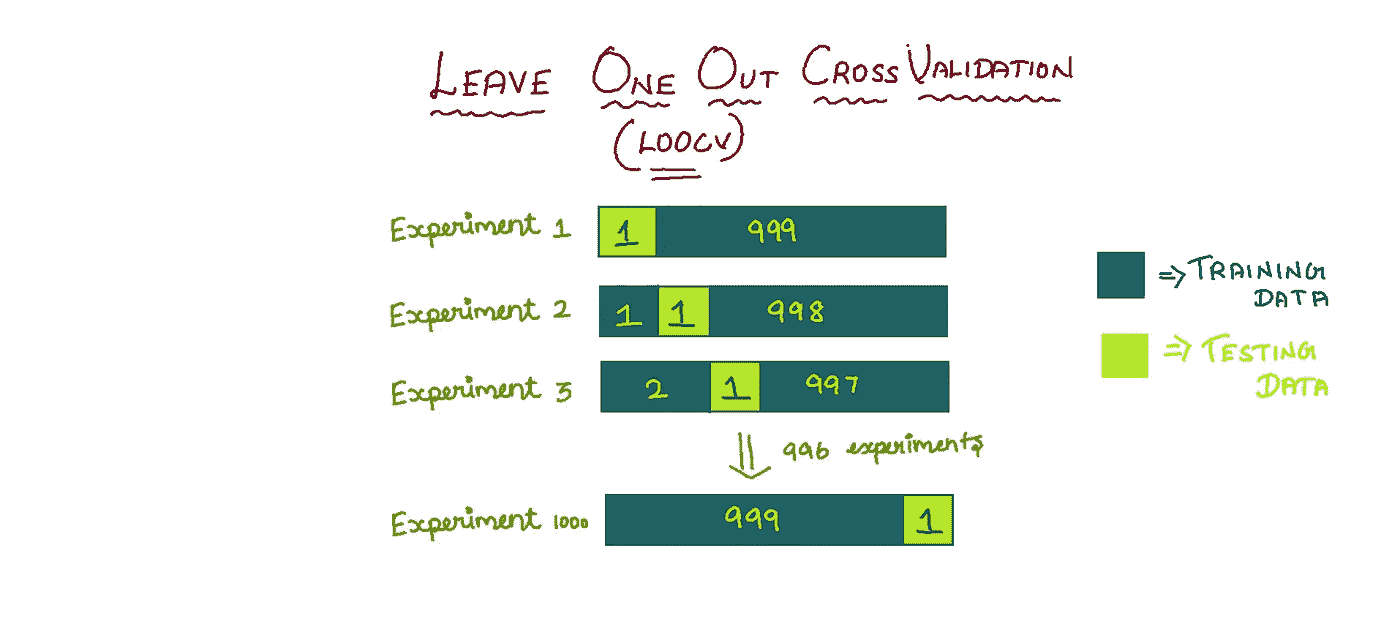 LEAVE ONE OUT CROSS VALIDATION
(LOOCV)
Experiment 1
1 999
Experiment 2
1 1 998
Experiment 3
2 1 997
996 experiments
Experiment 1000
999 1
⇒ TRAINING
DATA
⇒ TESTING
DATA